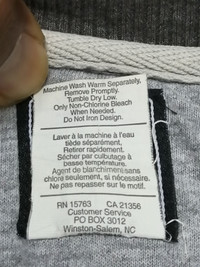 Machine Wash Warm Separately,
Remove Promptly.
Tumble Dry Low.
Only Non-Chlorine Bleach
When Needed.
Do Not Iron Design.
Laver à la machine à l'eau
tiède séparément.
Retirer rapidement.
Sécher par culbutage à
basse température.
Agent de blanchiment sans
chlore seulement, si nécessaire.
Ne pas repasser sur le motif.
RN 15763 CA 21356
Customer Service
PO BOX 3012
Winston-Salem, NC